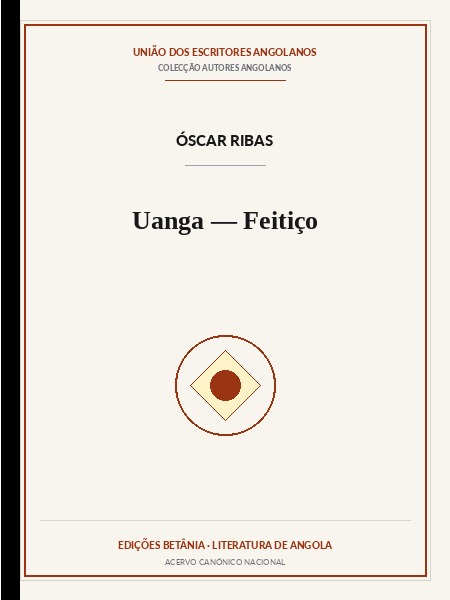 UNIÃO DOS ESCRITORES ANGOLANOS
COLECÇÃO AUTORES ANGOLANOS
ÓSCAR RIBAS
Uanga — Feitiço
EDIÇÕES BETÂNIA · LITERATURA DE ANGOLA
ACERVO CANÓNICO NACIONAL